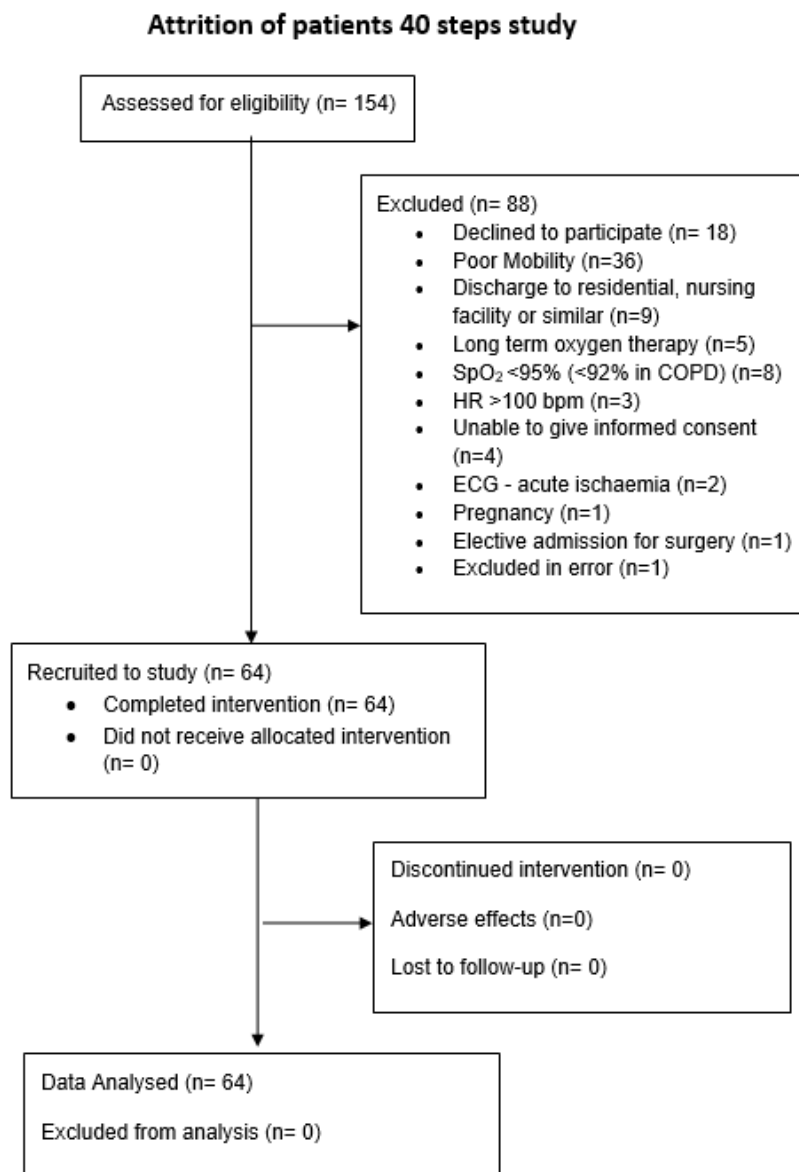 Attrition of patients 40 steps study
Assessed for eligibility (n= 154)
Excluded (n= 88)
• Declined to participate (n= 18)
• Poor Mobility (n=36)
• Discharge to residential, nursing
facility or similar (n=9)
• Long term oxygen therapy (n=5)
• SpO₂ <95% (<92% in COPD) (n=8)
• HR >100 bpm (n=3)
• Unable to give informed consent
(n=4)
• ECG - acute ischaemia (n=2)
• Pregnancy (n=1)
• Elective admission for surgery (n=1)
• Excluded in error (n=1)
Recruited to study (n= 64)
• Completed intervention (n= 64)
• Did not receive allocated intervention
(n= 0)
Discontinued intervention (n= 0)
Adverse effects (n=0)
Lost to follow-up (n= 0)
Data Analysed (n= 64)
Excluded from analysis (n= 0)